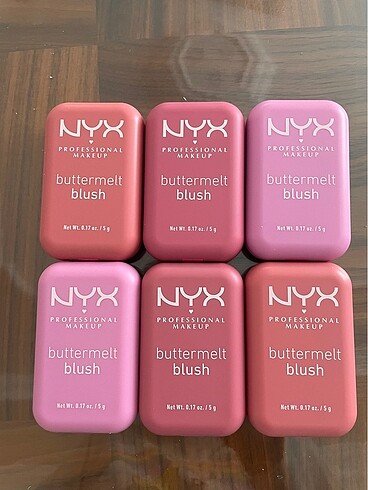 NYX
PROFESSIONAL
MAKEUP
buttermelt
blush
Net Wt. 0.17 oz. / 5 g
NYX
PROFESSIONAL
MAKEUP
buttermelt
blush
Net Wt. 0.17 oz. / 5 g
NYX
PROFESSIONAL
MAKEUP
buttermelt
blush
Net Wt. 0.17 oz. / 5 g
NYX
PROFESSIONAL
MAKEUP
buttermelt
blush
Net Wt. 0.17 oz. / 5 g
NYX
PROFESSIONAL
MAKEUP
buttermelt
blush
Net Wt. 0.17 oz. / 5 g
NYX
PROFESSIONAL
MAKEUP
buttermelt
blush
Net Wt. 0.17 oz. / 5 g